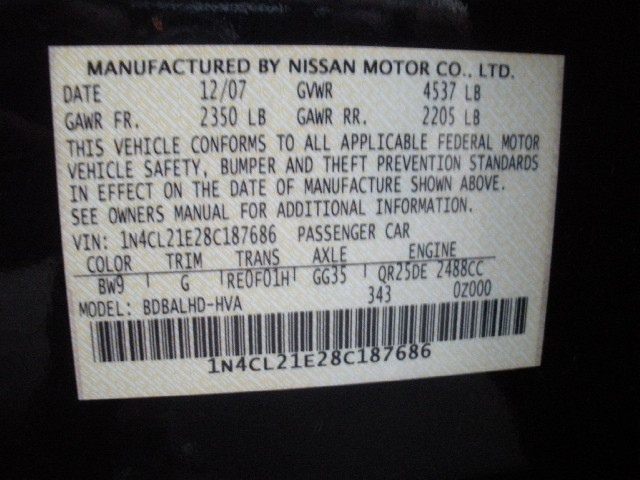 MANUFACTURED BY NISSAN MOTOR CO., LTD.
DATE 12/07 GVWR 4537 LB
GAWR FR. 2350 LB GAWR RR. 2205 LB
THIS VEHICLE CONFORMS TO ALL APPLICABLE FEDERAL MOTOR
VEHICLE SAFETY, BUMPER AND THEFT PREVENTION STANDARDS
IN EFFECT ON THE DATE OF MANUFACTURE SHOWN ABOVE.
SEE OWNERS MANUAL FOR ADDITIONAL INFORMATION.
VIN: 1N4CL21E28C187686 PASSENGER CAR
COLOR TRIM TRANS AXLE ENGINE
BW9 G RE0F01H GG35 QR25DE 2488CC
MODEL: BDBALHD-HVA 343 0Z000
1N4CL21E28C187686